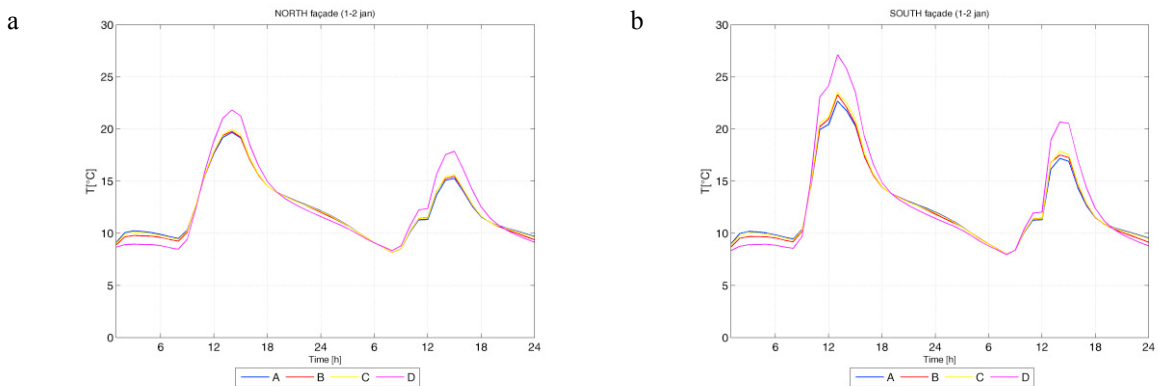 a
NORTH façade (1-2 jan)
30
25
20
15
10
5
0
T[°C]
6 12 18 24 6 12 18 24
Time [h]
A B C D
b
SOUTH façade (1-2 jan)
30
25
20
15
10
5
0
T[°C]
6 12 18 24 6 12 18 24
Time [h]
A B C D